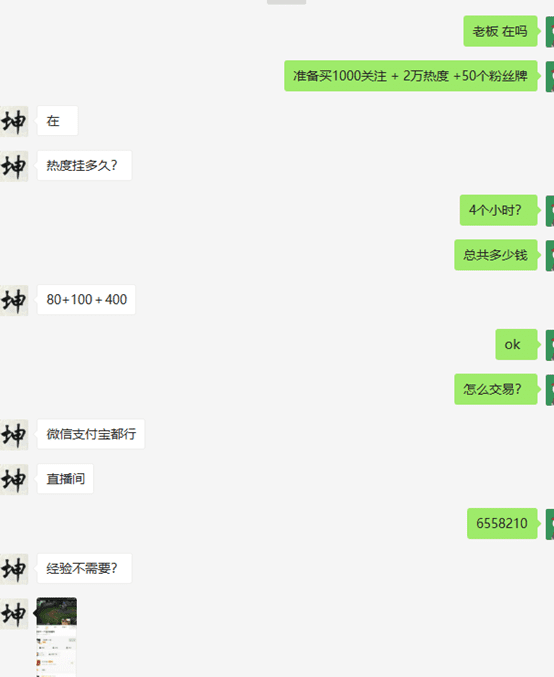 老板 在吗
准备买1000关注 + 2万热度 +50个粉丝牌
坤
在
坤
热度挂多久?
4个小时?
总共多少钱
坤
80+100+400
ok
怎么交易?
坤
微信支付宝都行
坤
直播间
6558210
坤
经验不需要?
坤